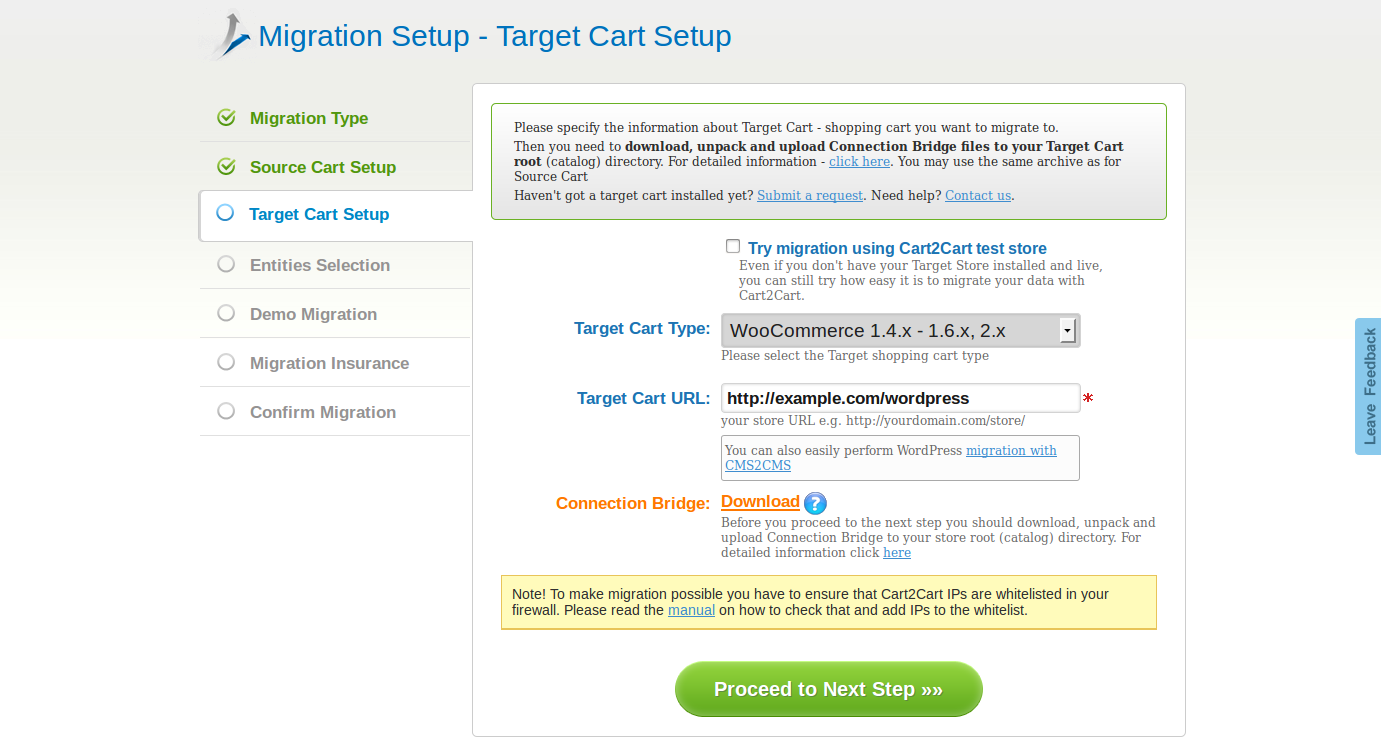 Migration Setup - Target Cart Setup
Migration Type
Source Cart Setup
Target Cart Setup
Entities Selection
Demo Migration
Migration Insurance
Confirm Migration
Please specify the information about Target Cart - shopping cart you want to migrate to.
Then you need to download, unpack and upload Connection Bridge files to your Target Cart
root (catalog) directory. For detailed information - click here. You may use the same archive as for
Source Cart
Haven't got a target cart installed yet? Submit a request. Need help? Contact us.
Try migration using Cart2Cart test store
Even if you don't have your Target Store installed and live,
you can still try how easy it is to migrate your data with
Cart2Cart.
Target Cart Type: WooCommerce 1.4.x - 1.6.x, 2.x
Please select the Target shopping cart type
Target Cart URL: http://example.com/wordpress *
your store URL e.g. http://yourdomain.com/store/
You can also easily perform WordPress migration with
CMS2CMS
Connection Bridge: Download ?
Before you proceed to the next step you should download, unpack and
upload Connection Bridge to your store root (catalog) directory. For
detailed information click here
Note! To make migration possible you have to ensure that Cart2Cart IPs are whitelisted in your
firewall. Please read the manual on how to check that and add IPs to the whitelist.
Proceed to Next Step »»
Leave Feedback